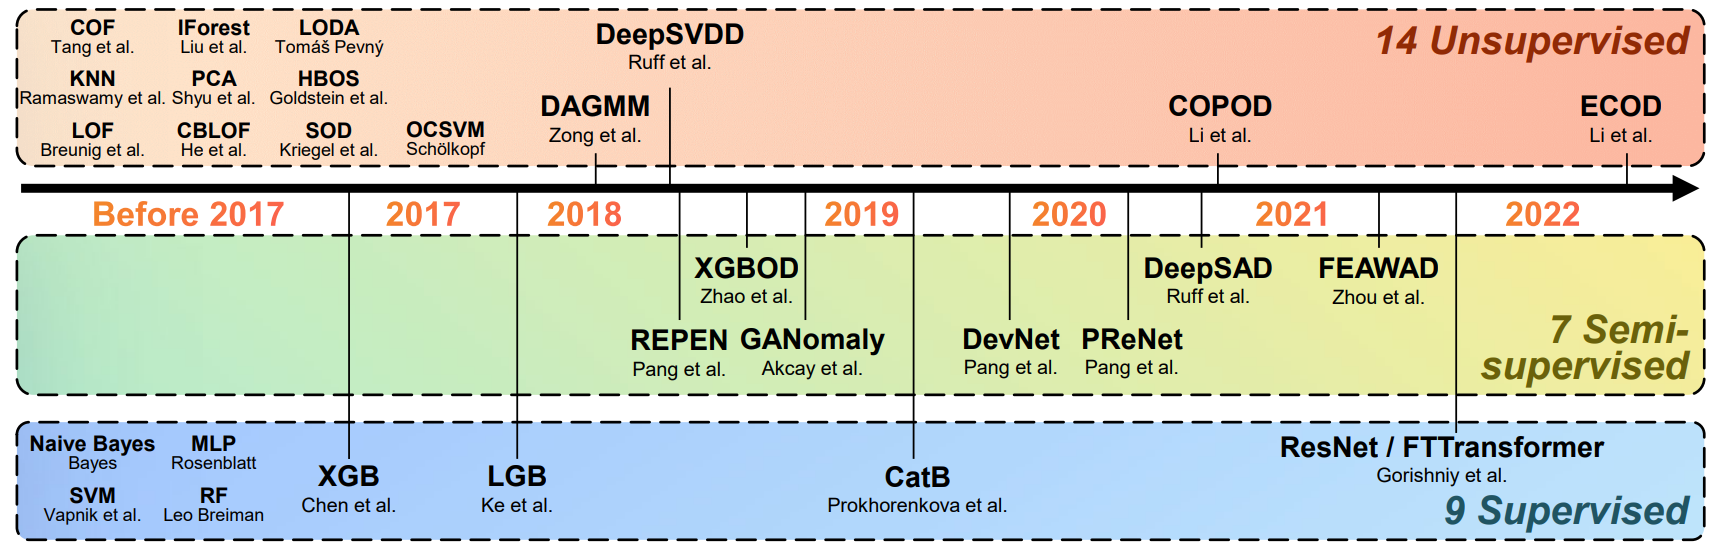 COF
Tang et al.
IForest
Liu et al.
LODA
Tomáš Pevný
DeepSVDD
Ruff et al.
14 Unsupervised
KNN
Ramaswamy et al.
PCA
Shyu et al.
HBOS
Goldstein et al.
DAGMM
Zong et al.
COPOD
Li et al.
ECOD
Li et al.
LOF
Breunig et al.
CBLOF
He et al.
SOD
Kriegel et al.
OCSVM
Schölkopf
Before 2017
2017
2018
2019
2020
2021
2022
XGBOD
Zhao et al.
DeepSAD
Ruff et al.
FEAWAD
Zhou et al.
REPEN
Pang et al.
GANomaly
Akcay et al.
DevNet
Pang et al.
PReNet
Pang et al.
7 Semi-
supervised
Naive Bayes
Bayes
MLP
Rosenblatt
SVM
Vapnik et al.
RF
Leo Breiman
XGB
Chen et al.
LGB
Ke et al.
CatB
Prokhorenkova et al.
ResNet / FTTransformer
Gorishniy et al.
9 Supervised